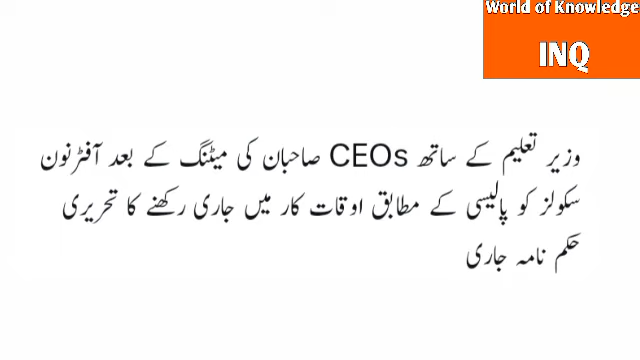 World of Knowledge
INQ
وزیر تعلیم کے ساتھ CEOs صاحبان کی میٹنگ کے بعد آفٹرنون
سکولز کو پالیسی کے مطابق اوقات کار میں جاری رکھنے کا تحریری
حکم نامہ جاری